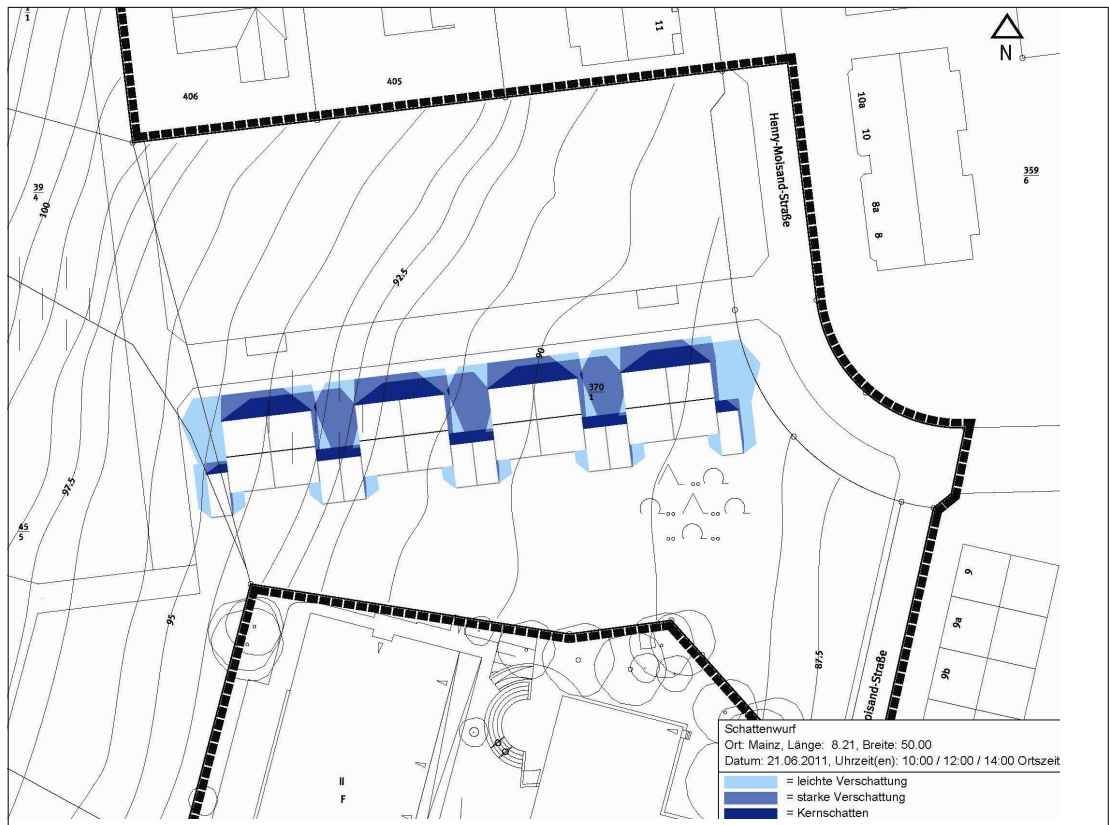 11
N
406
405
10a
10
8a
8
Henry-Moisand-Straße
359
6
39
4
100
92.5
90
370
1
97.5
45
5
95
87.5
9
9a
9b
oisand-Straße
II
F
Schattenwurf
Ort: Mainz, Länge: 8.21, Breite: 50.00
Datum: 21.06.2011, Uhrzeit(en): 10:00 / 12:00 / 14:00 Ortszeit
= leichte Verschattung
= starke Verschattung
= Kernschatten